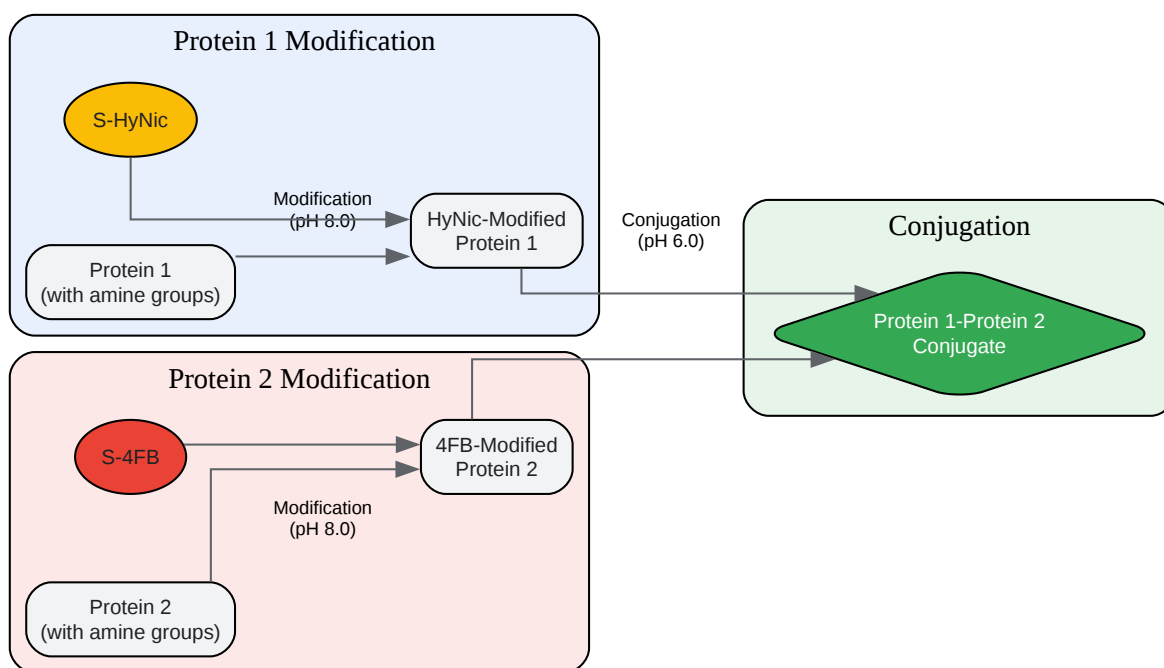 Protein 1 Modification
S-HyNic
Modification
(pH 8.0)
HyNic-Modified
Protein 1
Protein 1
(with amine groups)
Conjugation
(pH 6.0)
Conjugation
Protein 1-Protein 2
Conjugate
Protein 2 Modification
S-4FB
4FB-Modified
Protein 2
Modification
(pH 8.0)
Protein 2
(with amine groups)